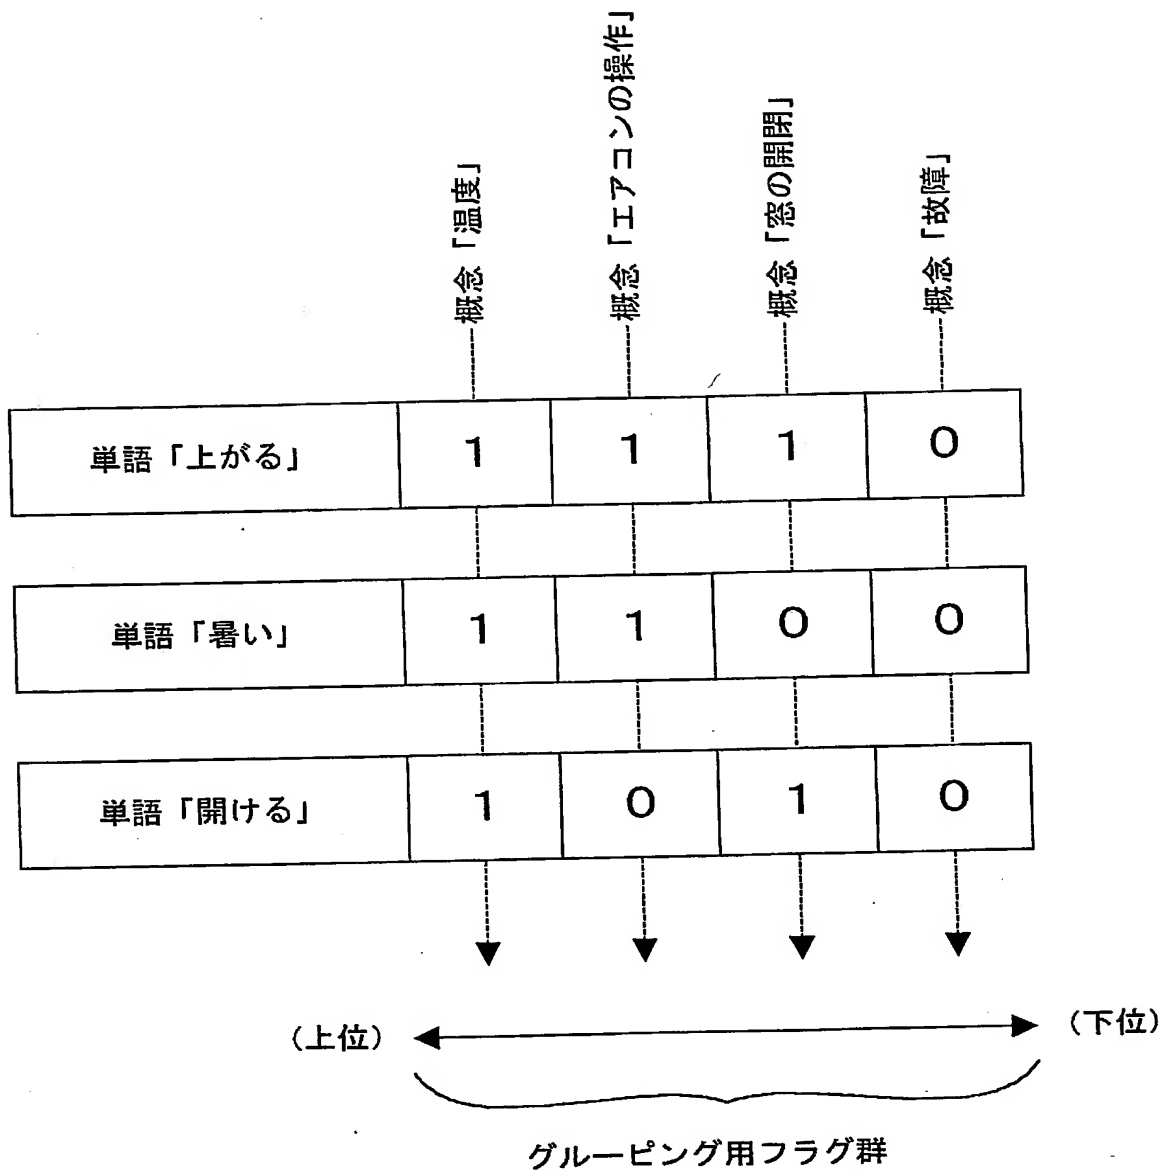 概念「温度」
概念「エアコンの操作」
概念「窓の開閉」
概念「故障」
単語「上がる」 1 1 1 0
単語「暑い」 1 1 0 0
単語「開ける」 1 0 1 0
（上位） （下位）
グルーピング用フラグ群